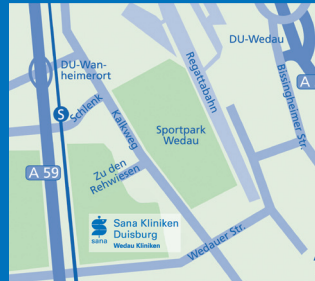 DU-Wedau
DU-Wan-
heimerort
Regattabahn
Bissingheimer Str.
A
S
Schlenk
Kalkweg
Sportpark
Wedau
A 59
Zu den
Rehwiesen
sana
Sana Kliniken
Duisburg
Wedau Kliniken
Wedauer Str.